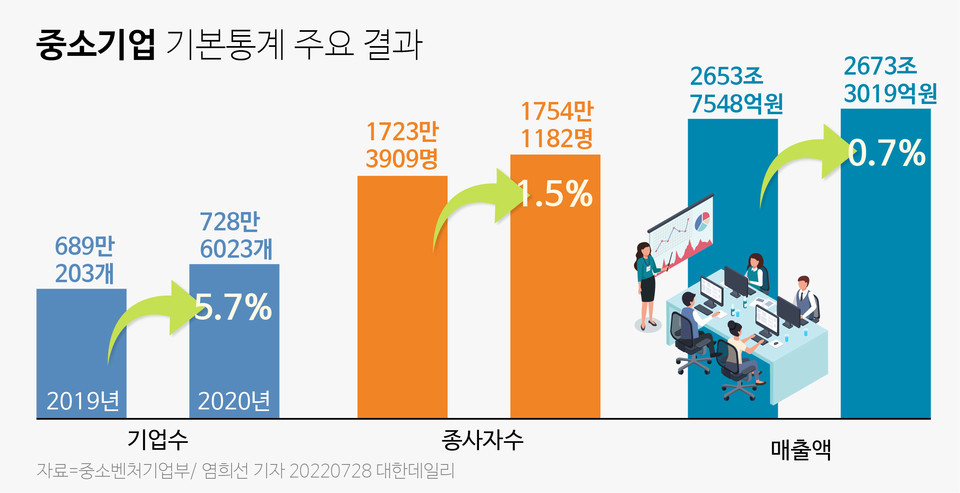 중소기업 기본통계 주요 결과
689만
203개
728만
6023개
5.7%
2019년
2020년
기업수
1723만
3909명
1754만
1182명
1.5%
종사자수
2653조
7548억원
2673조
3019억원
0.7%
매출액
자료=중소벤처기업부/ 염희선 기자 20220728 대한데일리